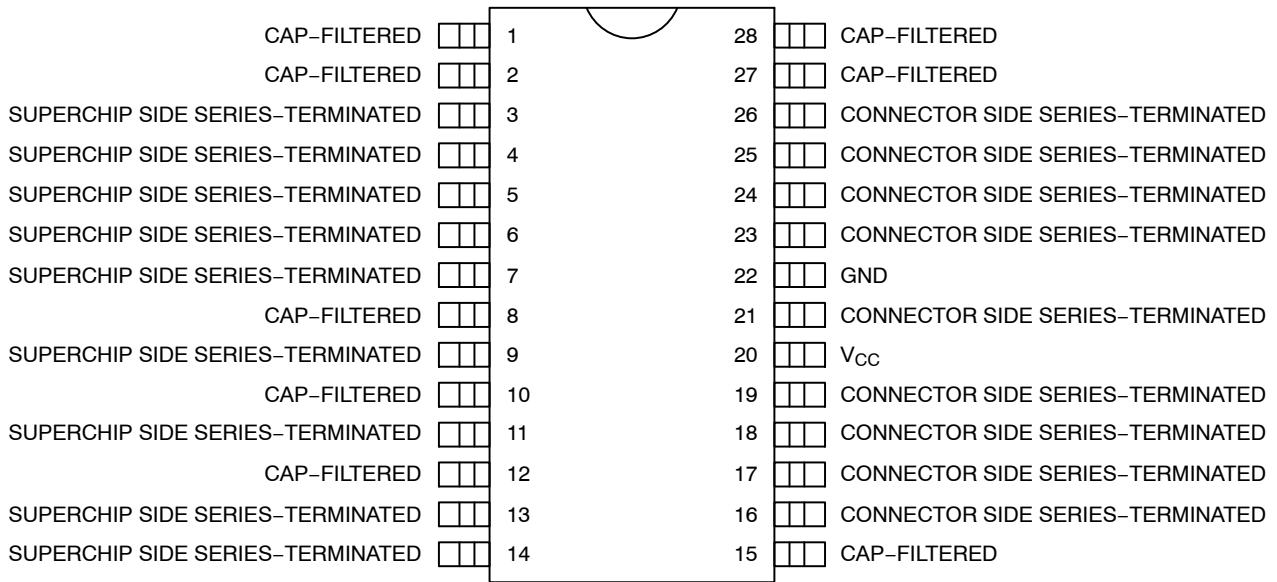 CAP−FILTERED 1 28 CAP−FILTERED
CAP−FILTERED 2 27 CAP−FILTERED
SUPERCHIP SIDE SERIES−TERMINATED 3 26 CONNECTOR SIDE SERIES−TERMINATED
SUPERCHIP SIDE SERIES−TERMINATED 4 25 CONNECTOR SIDE SERIES−TERMINATED
SUPERCHIP SIDE SERIES−TERMINATED 5 24 CONNECTOR SIDE SERIES−TERMINATED
SUPERCHIP SIDE SERIES−TERMINATED 6 23 CONNECTOR SIDE SERIES−TERMINATED
SUPERCHIP SIDE SERIES−TERMINATED 7 22 GND
CAP−FILTERED 8 21 CONNECTOR SIDE SERIES−TERMINATED
SUPERCHIP SIDE SERIES−TERMINATED 9 20 VCC
CAP−FILTERED 10 19 CONNECTOR SIDE SERIES−TERMINATED
SUPERCHIP SIDE SERIES−TERMINATED 11 18 CONNECTOR SIDE SERIES−TERMINATED
CAP−FILTERED 12 17 CONNECTOR SIDE SERIES−TERMINATED
SUPERCHIP SIDE SERIES−TERMINATED 13 16 CONNECTOR SIDE SERIES−TERMINATED
SUPERCHIP SIDE SERIES−TERMINATED 14 15 CAP−FILTERED